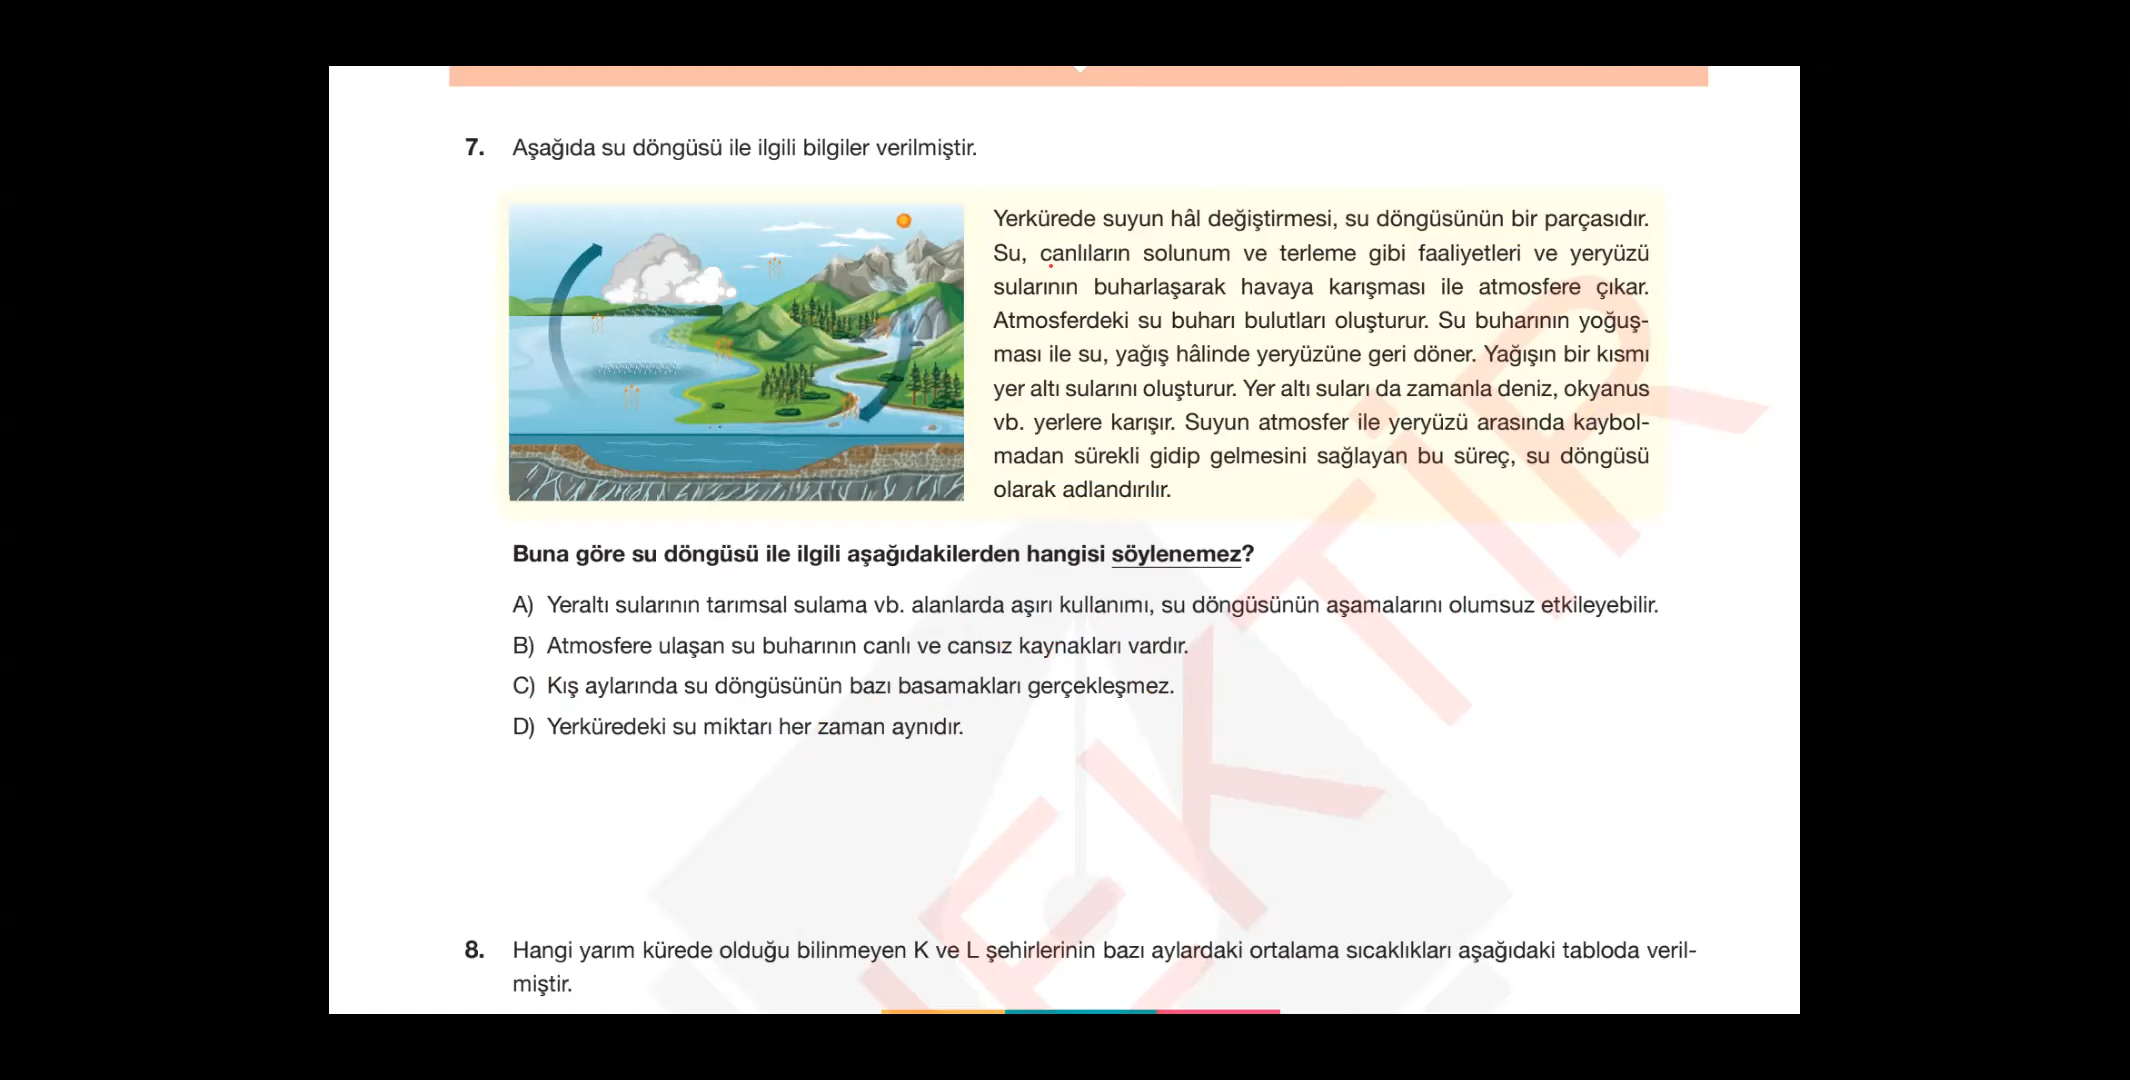 7. Aşağıda su döngüsü ile ilgili bilgiler verilmiştir.
Yerkürede suyun hâl değiştirmesi, su döngüsünün bir parçasıdır.
Su, canlıların solunum ve terleme gibi faaliyetleri ve yeryüzü
sularının buharlaşarak havaya karışması ile atmosfere çıkar.
Atmosferdeki su buharı bulutları oluşturur. Su buharının yoğuş-
ması ile su, yağış hâlinde yeryüzüne geri döner. Yağışın bir kısmı
yer altı sularını oluşturur. Yer altı suları da zamanla deniz, okyanus
vb. yerlere karışır. Suyun atmosfer ile yeryüzü arasında kaybol-
madan sürekli gidip gelmesini sağlayan bu süreç, su döngüsü
olarak adlandırılır.
Buna göre su döngüsü ile ilgili aşağıdakilerden hangisi söylenemez?
A) Yeraltı sularının tarımsal sulama vb. alanlarda aşırı kullanımı, su döngüsünün aşamalarını olumsuz etkileyebilir.
B) Atmosfere ulaşan su buharının canlı ve cansız kaynakları vardır.
C) Kış aylarında su döngüsünün bazı basamakları gerçekleşmez.
D) Yerküredeki su miktarı her zaman aynıdır.
8. Hangi yarım kürede olduğu bilinmeyen K ve L şehirlerinin bazı aylardaki ortalama sıcaklıkları aşağıdaki tabloda veril-
miştir.